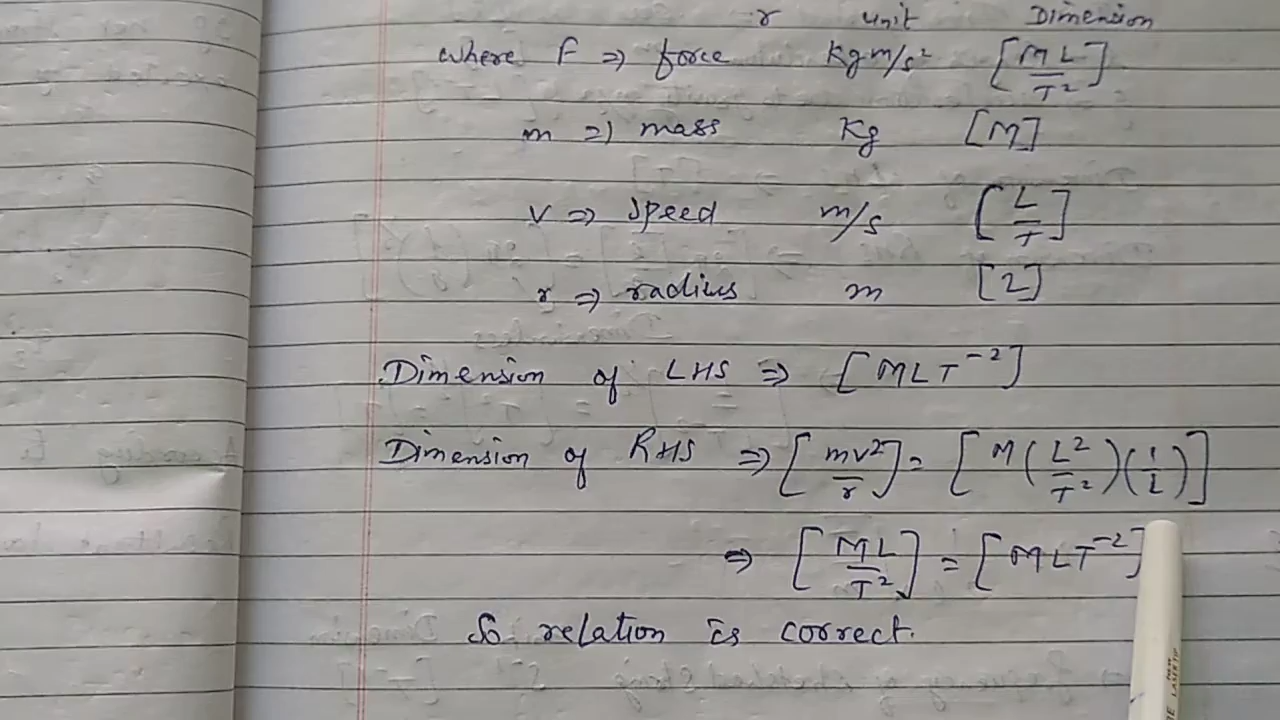 r unit Dimension
where F ⇒ force Kgm/s² [ML/T²]
m ⇒ mass Kg [M]
v ⇒ Speed m/s [L/T]
r ⇒ radius m [L]
Dimension of LHS ⇒ [MLT⁻²]
Dimension of RHS ⇒ [mv²/r] = [M(L²/T²)(1/L)]
⇒ [ML/T²] = [MLT⁻²]
So relation is correct.